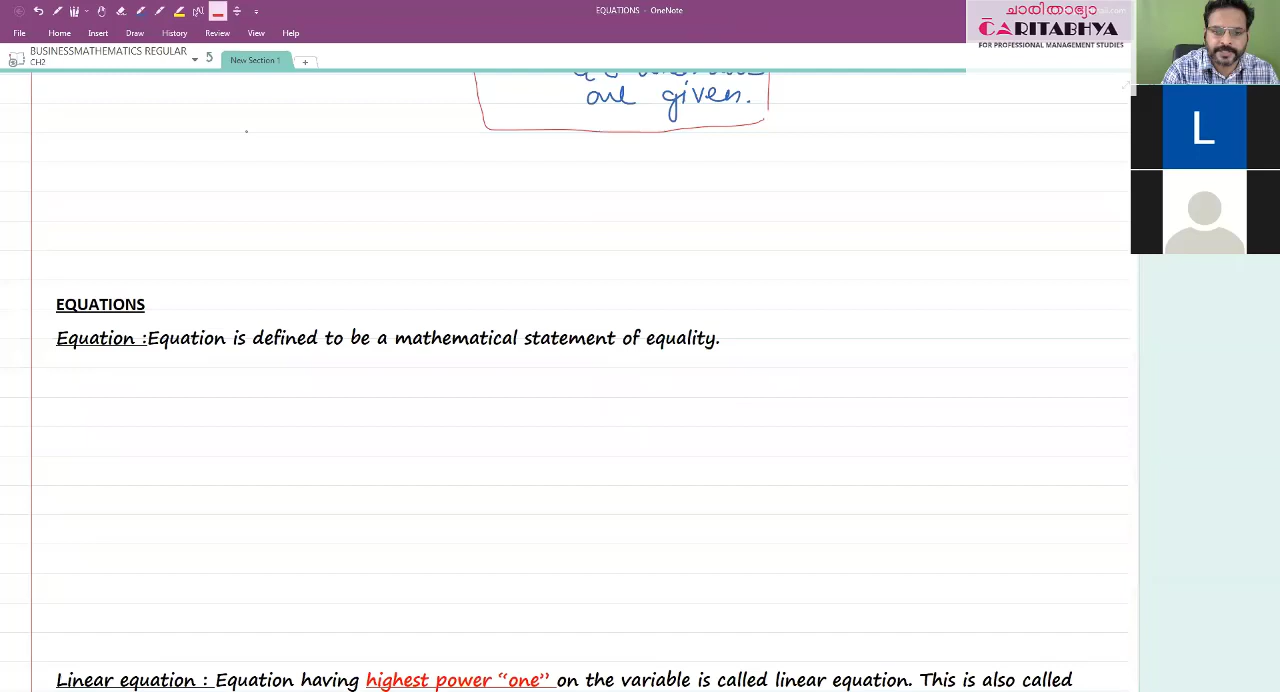 EQUATIONS - OneNote
File Home Insert Draw History Review View Help
BUSINESSMATHEMATICS REGULAR
CH2
5
New Section 1
+
ചാരിതാഭ്യാ
CARITABHYA
FOR PROFESSIONAL MANAGEMENT STUDIES
L
are given.
EQUATIONS
Equation :Equation is defined to be a mathematical statement of equality.
Linear equation : Equation having highest power “one” on the variable is called linear equation. This is also called